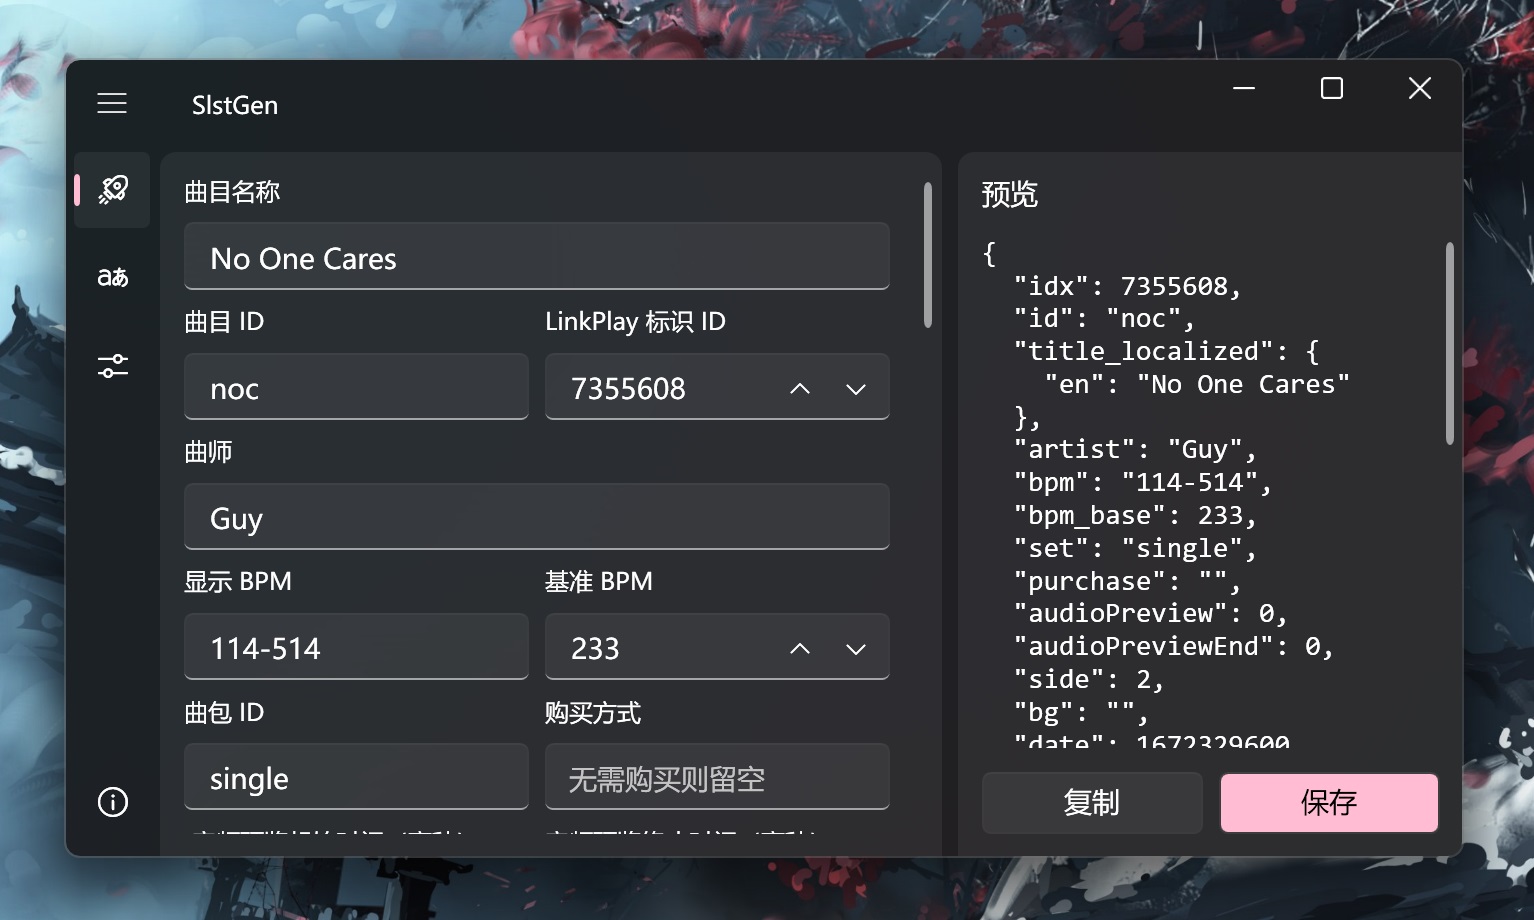 SlstGen
aあ
曲目名称
No One Cares
曲目 ID
LinkPlay 标识 ID
noc
7355608
曲师
Guy
显示 BPM
基准 BPM
114-514
233
曲包 ID
购买方式
single
无需购买则留空
预览
{
"idx": 7355608,
"id": "noc",
"title_localized": {
"en": "No One Cares"
},
"artist": "Guy",
"bpm": "114-514",
"bpm_base": 233,
"set": "single",
"purchase": "",
"audioPreview": 0,
"audioPreviewEnd": 0,
"side": 2,
"bg": "",
"date": 1672329600
复制
保存